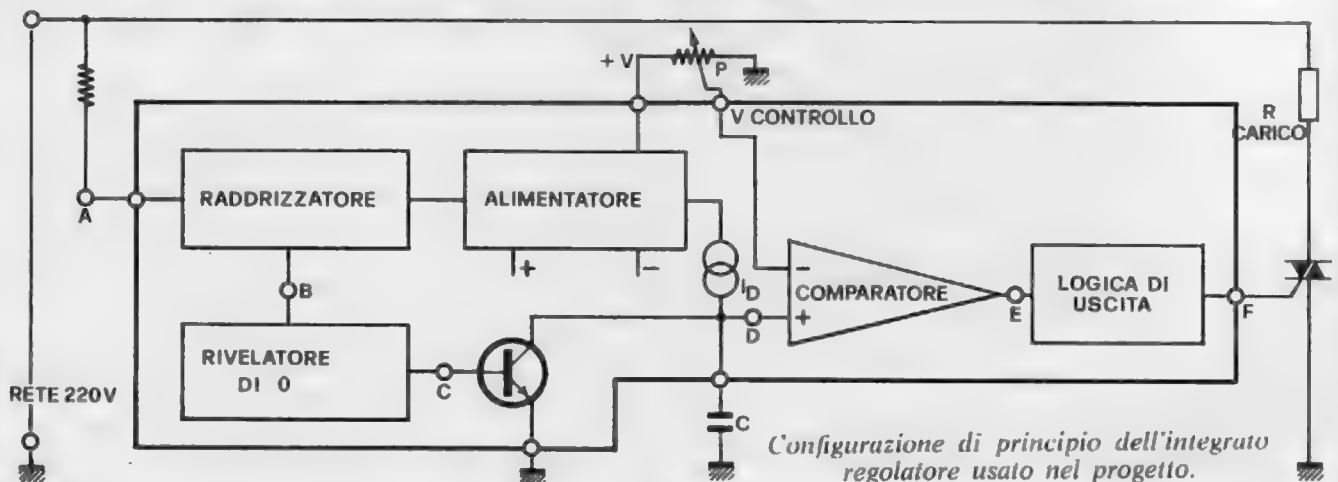 + V
P
V CONTROLLO
R
CARICO
A
RADDRIZZATORE
ALIMENTATORE
+
−
B
I D
−
COMPARATORE
+
D
E
LOGICA DI
USCITA
F
RIVELATORE
DI 0
C
RETE 220 V
C
Configurazione di principio dell'integrato
regolatore usato nel progetto.